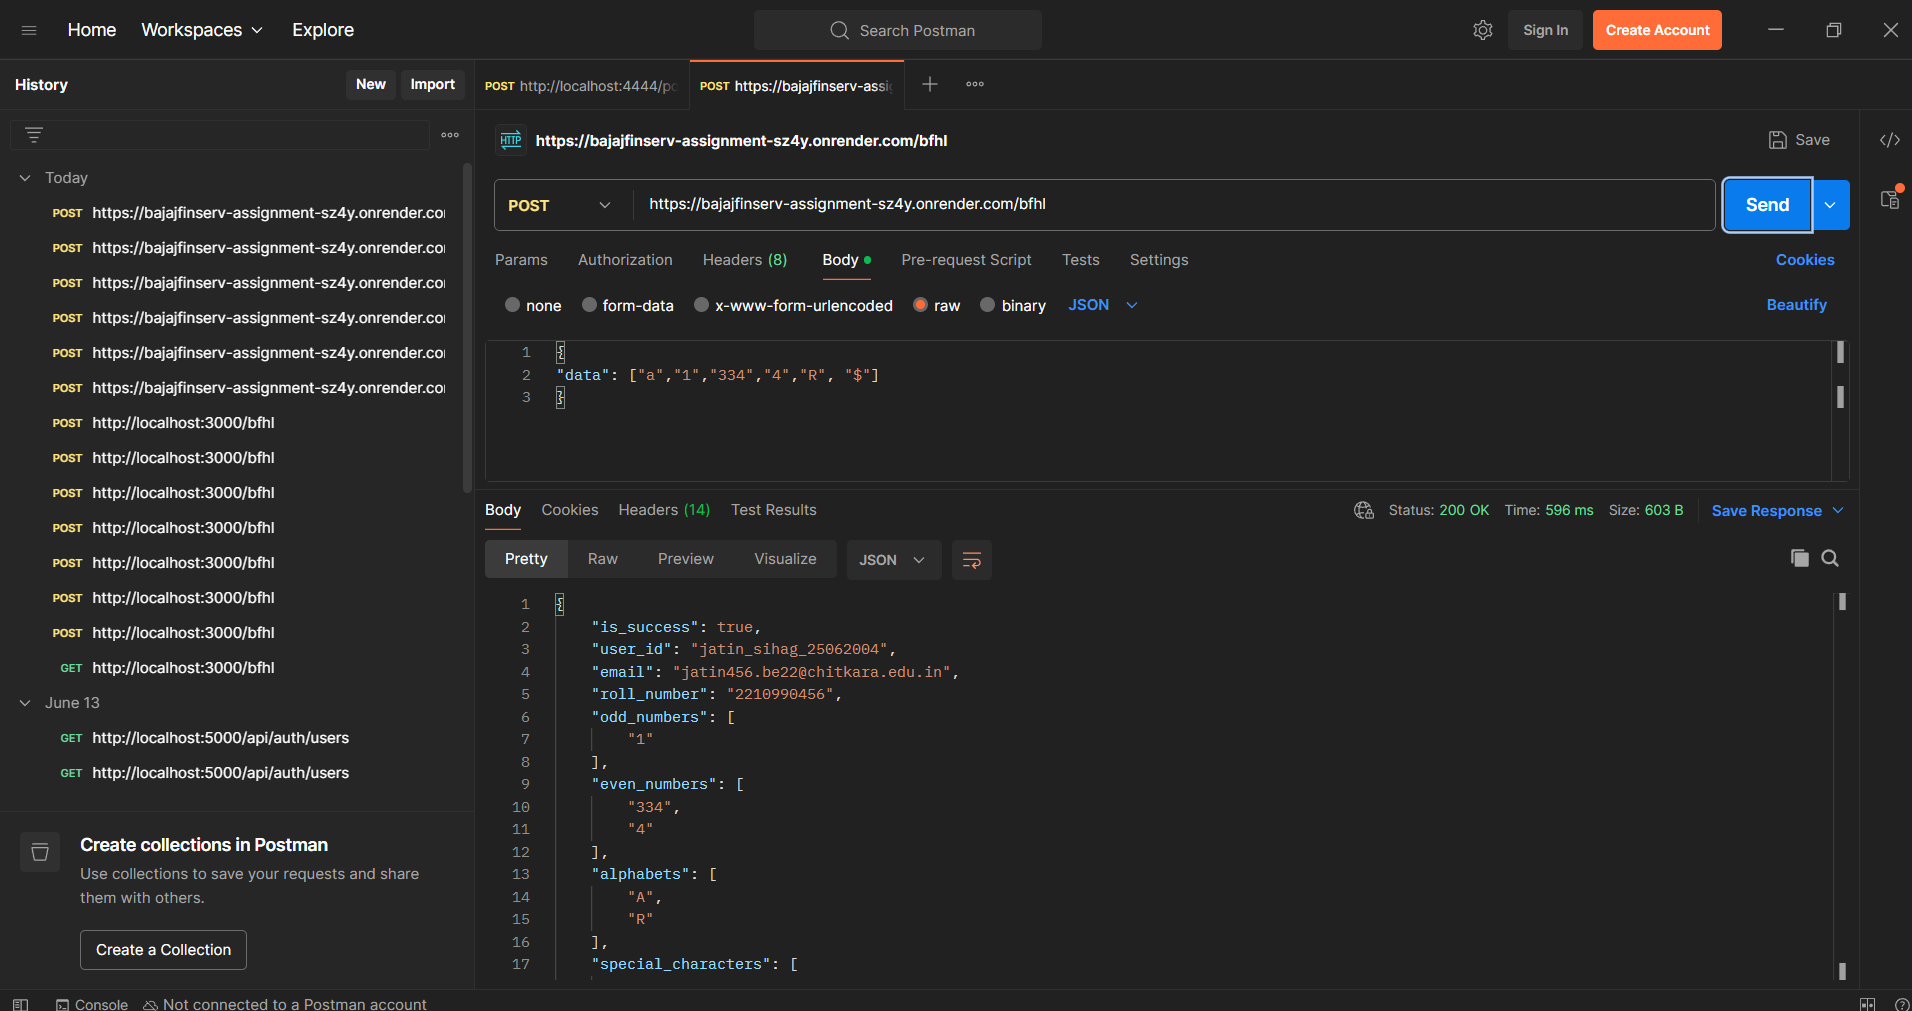 Home Workspaces Explore Search Postman Sign In Create Account
History New Import
POST http://localhost:4444/po POST https://bajajfinserv-assi
HTTP https://bajajfinserv-assignment-sz4y.onrender.com/bfhl Save
Today
POST https://bajajfinserv-assignment-sz4y.onrender.co
POST https://bajajfinserv-assignment-sz4y.onrender.co
POST https://bajajfinserv-assignment-sz4y.onrender.co
POST https://bajajfinserv-assignment-sz4y.onrender.co
POST https://bajajfinserv-assignment-sz4y.onrender.co
POST https://bajajfinserv-assignment-sz4y.onrender.co
POST http://localhost:3000/bfhl
POST http://localhost:3000/bfhl
POST http://localhost:3000/bfhl
POST http://localhost:3000/bfhl
POST http://localhost:3000/bfhl
POST http://localhost:3000/bfhl
POST http://localhost:3000/bfhl
GET http://localhost:3000/bfhl
June 13
GET http://localhost:5000/api/auth/users
GET http://localhost:5000/api/auth/users
Create collections in Postman
Use collections to save your requests and share
them with others.
Create a Collection
POST https://bajajfinserv-assignment-sz4y.onrender.com/bfhl Send
Params Authorization Headers (8) Body Pre-request Script Tests Settings Cookies
none form-data x-www-form-urlencoded raw binary JSON Beautify
1 {
2 "data": ["a","1","334","4","R", "$"]
3 }
Body Cookies Headers (14) Test Results Status: 200 OK Time: 596 ms Size: 603 B Save Response
Pretty Raw Preview Visualize JSON
1 {
2 "is_success": true,
3 "user_id": "jatin_sihag_25062004",
4 "email": "jatin456.be22@chitkara.edu.in",
5 "roll_number": "2210990456",
6 "odd_numbers": [
7 "1"
8 ],
9 "even_numbers": [
10 "334",
11 "4"
12 ],
13 "alphabets": [
14 "A",
15 "R"
16 ],
17 "special_characters": [
Console Not connected to a Postman account